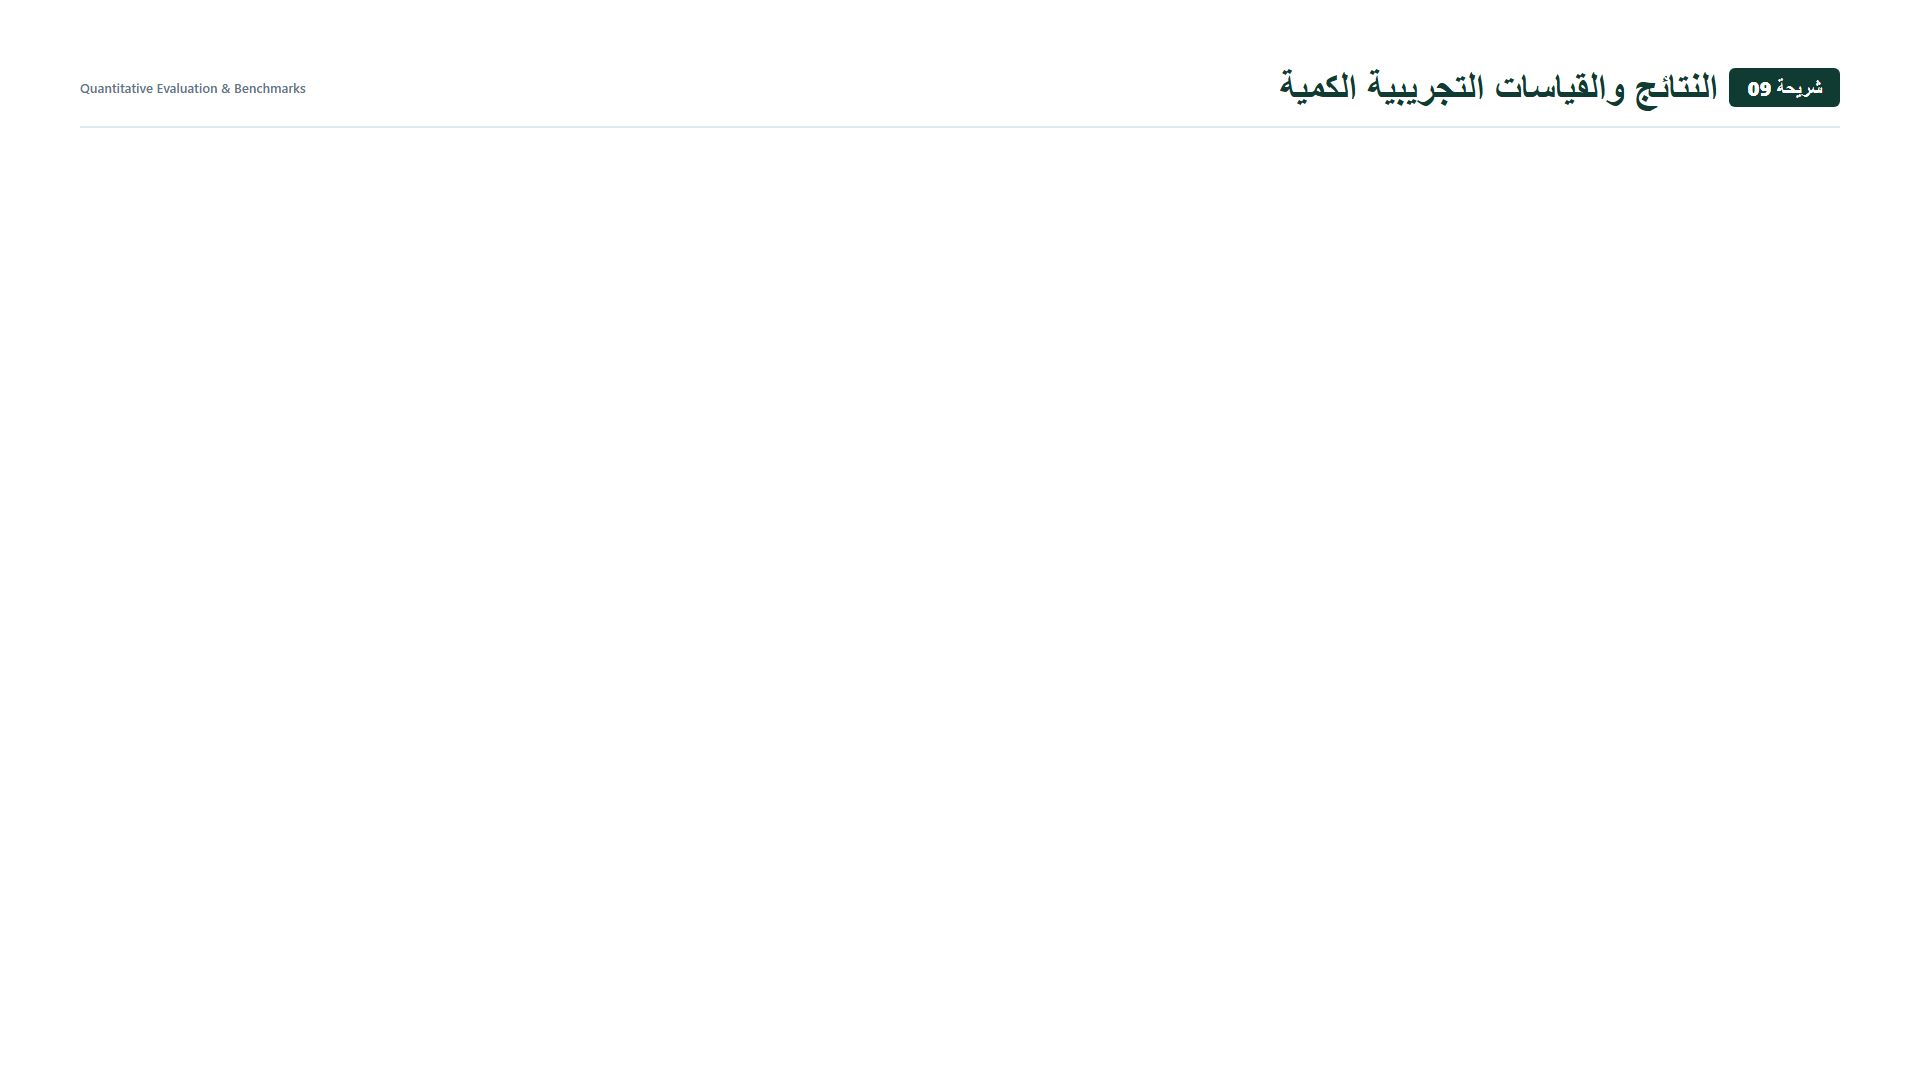 شريحة 09
النتائج والقياسات التجريبية الكمية
Quantitative Evaluation & Benchmarks